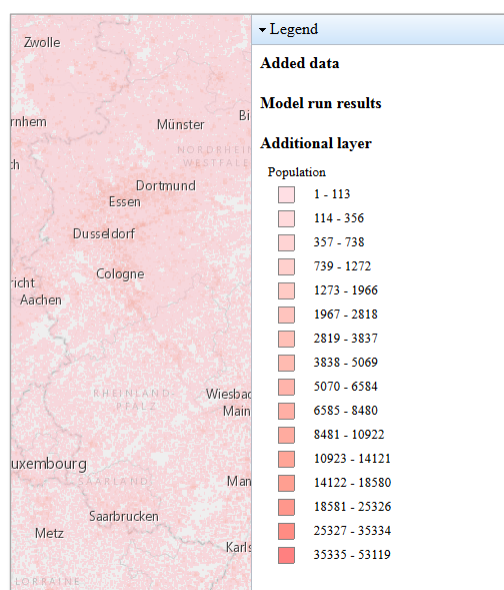 Zwolle
rnhem
Münster
Bi
NORDRHEIN
WESTFALE
ch
Dortmund
Essen
Dusseldorf
Cologne
richt
Aachen
RHEINLAND-
PFALZ
Wiesbad
Main
uxembourg
SAARLAND
Man
Saarbrucken
Metz
Karls
LORRAINE
Legend
Added data
Model run results
Additional layer
Population
1 - 113
114 - 356
357 - 738
739 - 1272
1273 - 1966
1967 - 2818
2819 - 3837
3838 - 5069
5070 - 6584
6585 - 8480
8481 - 10922
10923 - 14121
14122 - 18580
18581 - 25326
25327 - 35334
35335 - 53119